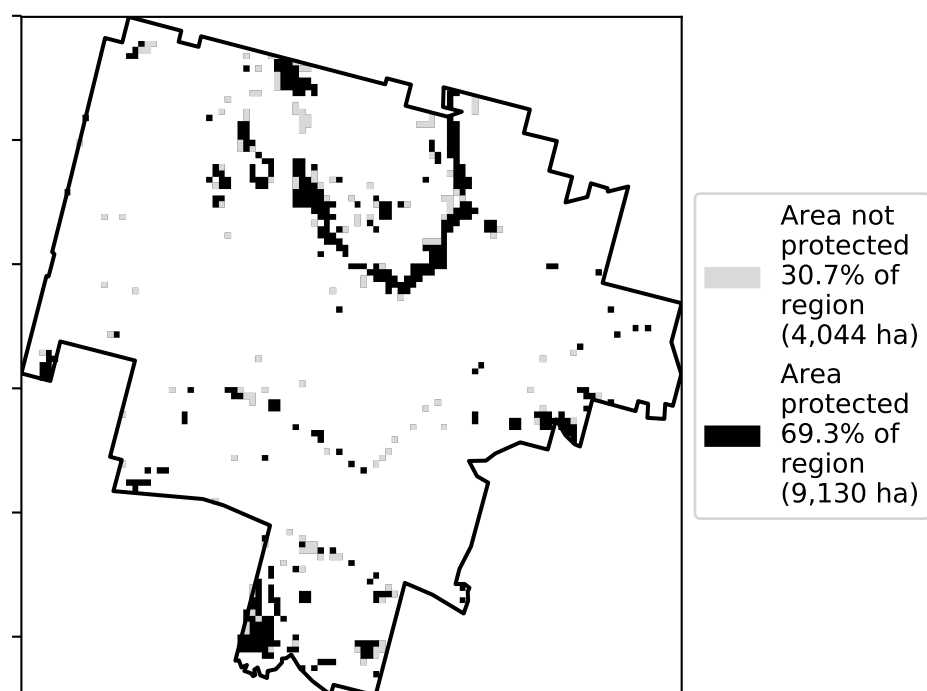 Area not
protected
30.7% of
region
(4,044 ha)
Area
protected
69.3% of
region
(9,130 ha)